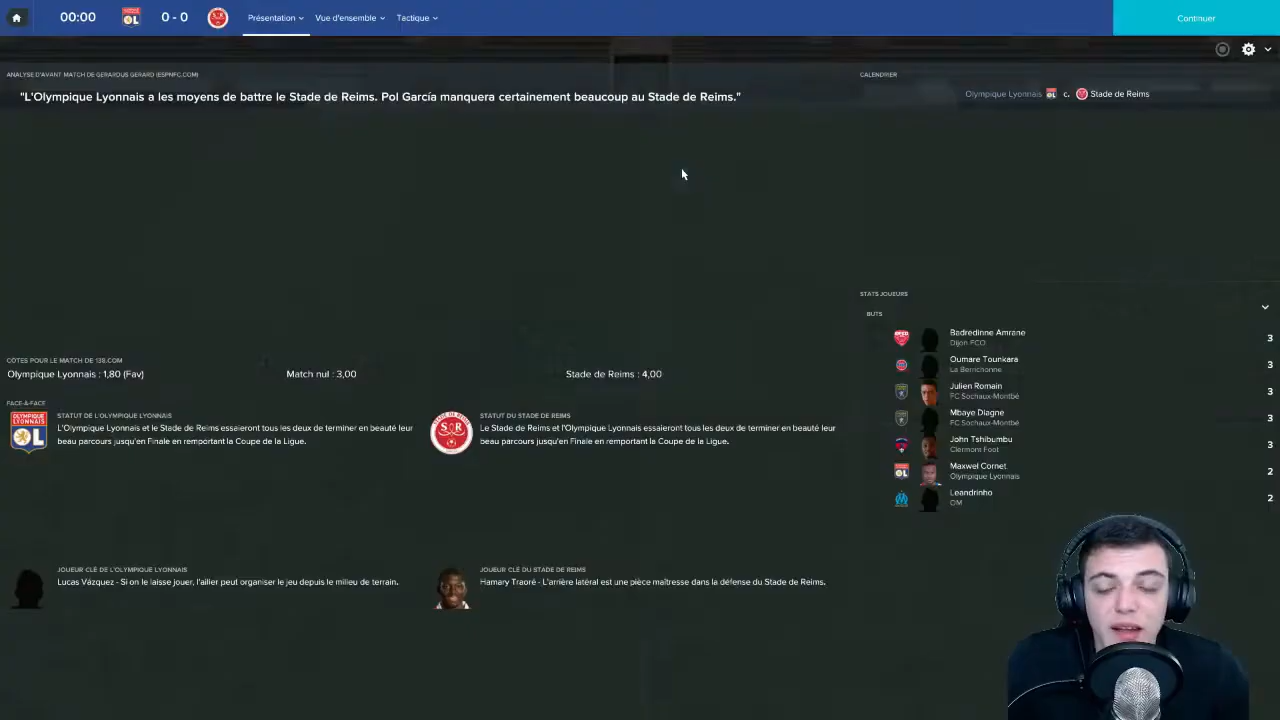 00:00
0 - 0
Présentation
Vue d'ensemble
Tactique
Continuer
ANALYSE D'AVANT MATCH DE GERARDUS GERARD (ESPNFC.COM)
"L'Olympique Lyonnais a les moyens de battre le Stade de Reims. Pol García manquera certainement beaucoup au Stade de Reims."
CALENDRIER
Olympique Lyonnais c. Stade de Reims
STATS JOUEURS
BUTS
Badredinne Amrane 3
Dijon FCO
Oumare Tounkara 3
La Berrichonne
Julien Romain 3
FC Sochaux-Montbé
Mbaye Diagne 3
FC Sochaux-Montbé
John Tshibumbu 3
Clermont Foot
Maxwel Cornet 2
Olympique Lyonnais
Leandrinho 2
OM
CÔTES POUR LE MATCH DE 138.COM
Olympique Lyonnais : 1,80 (Fav)
Match nul : 3,00
Stade de Reims : 4,00
FACE-À-FACE
OLYMPIQUE LYONNAIS
OL
STATUT DE L'OLYMPIQUE LYONNAIS
L'Olympique Lyonnais et le Stade de Reims essaieront tous les deux de terminer en beauté leur
beau parcours jusqu'en Finale en remportant la Coupe de la Ligue.
STATUT DU STADE DE REIMS
Le Stade de Reims et l'Olympique Lyonnais essaieront tous les deux de terminer en beauté leur
beau parcours jusqu'en Finale en remportant la Coupe de la Ligue.
JOUEUR CLÉ DE L'OLYMPIQUE LYONNAIS
Lucas Vázquez - Si on le laisse jouer, l'ailier peut organiser le jeu depuis le milieu de terrain.
JOUEUR CLÉ DU STADE DE REIMS
Hamary Traoré - L'arrière latéral est une pièce maîtresse dans la défense du Stade de Reims.